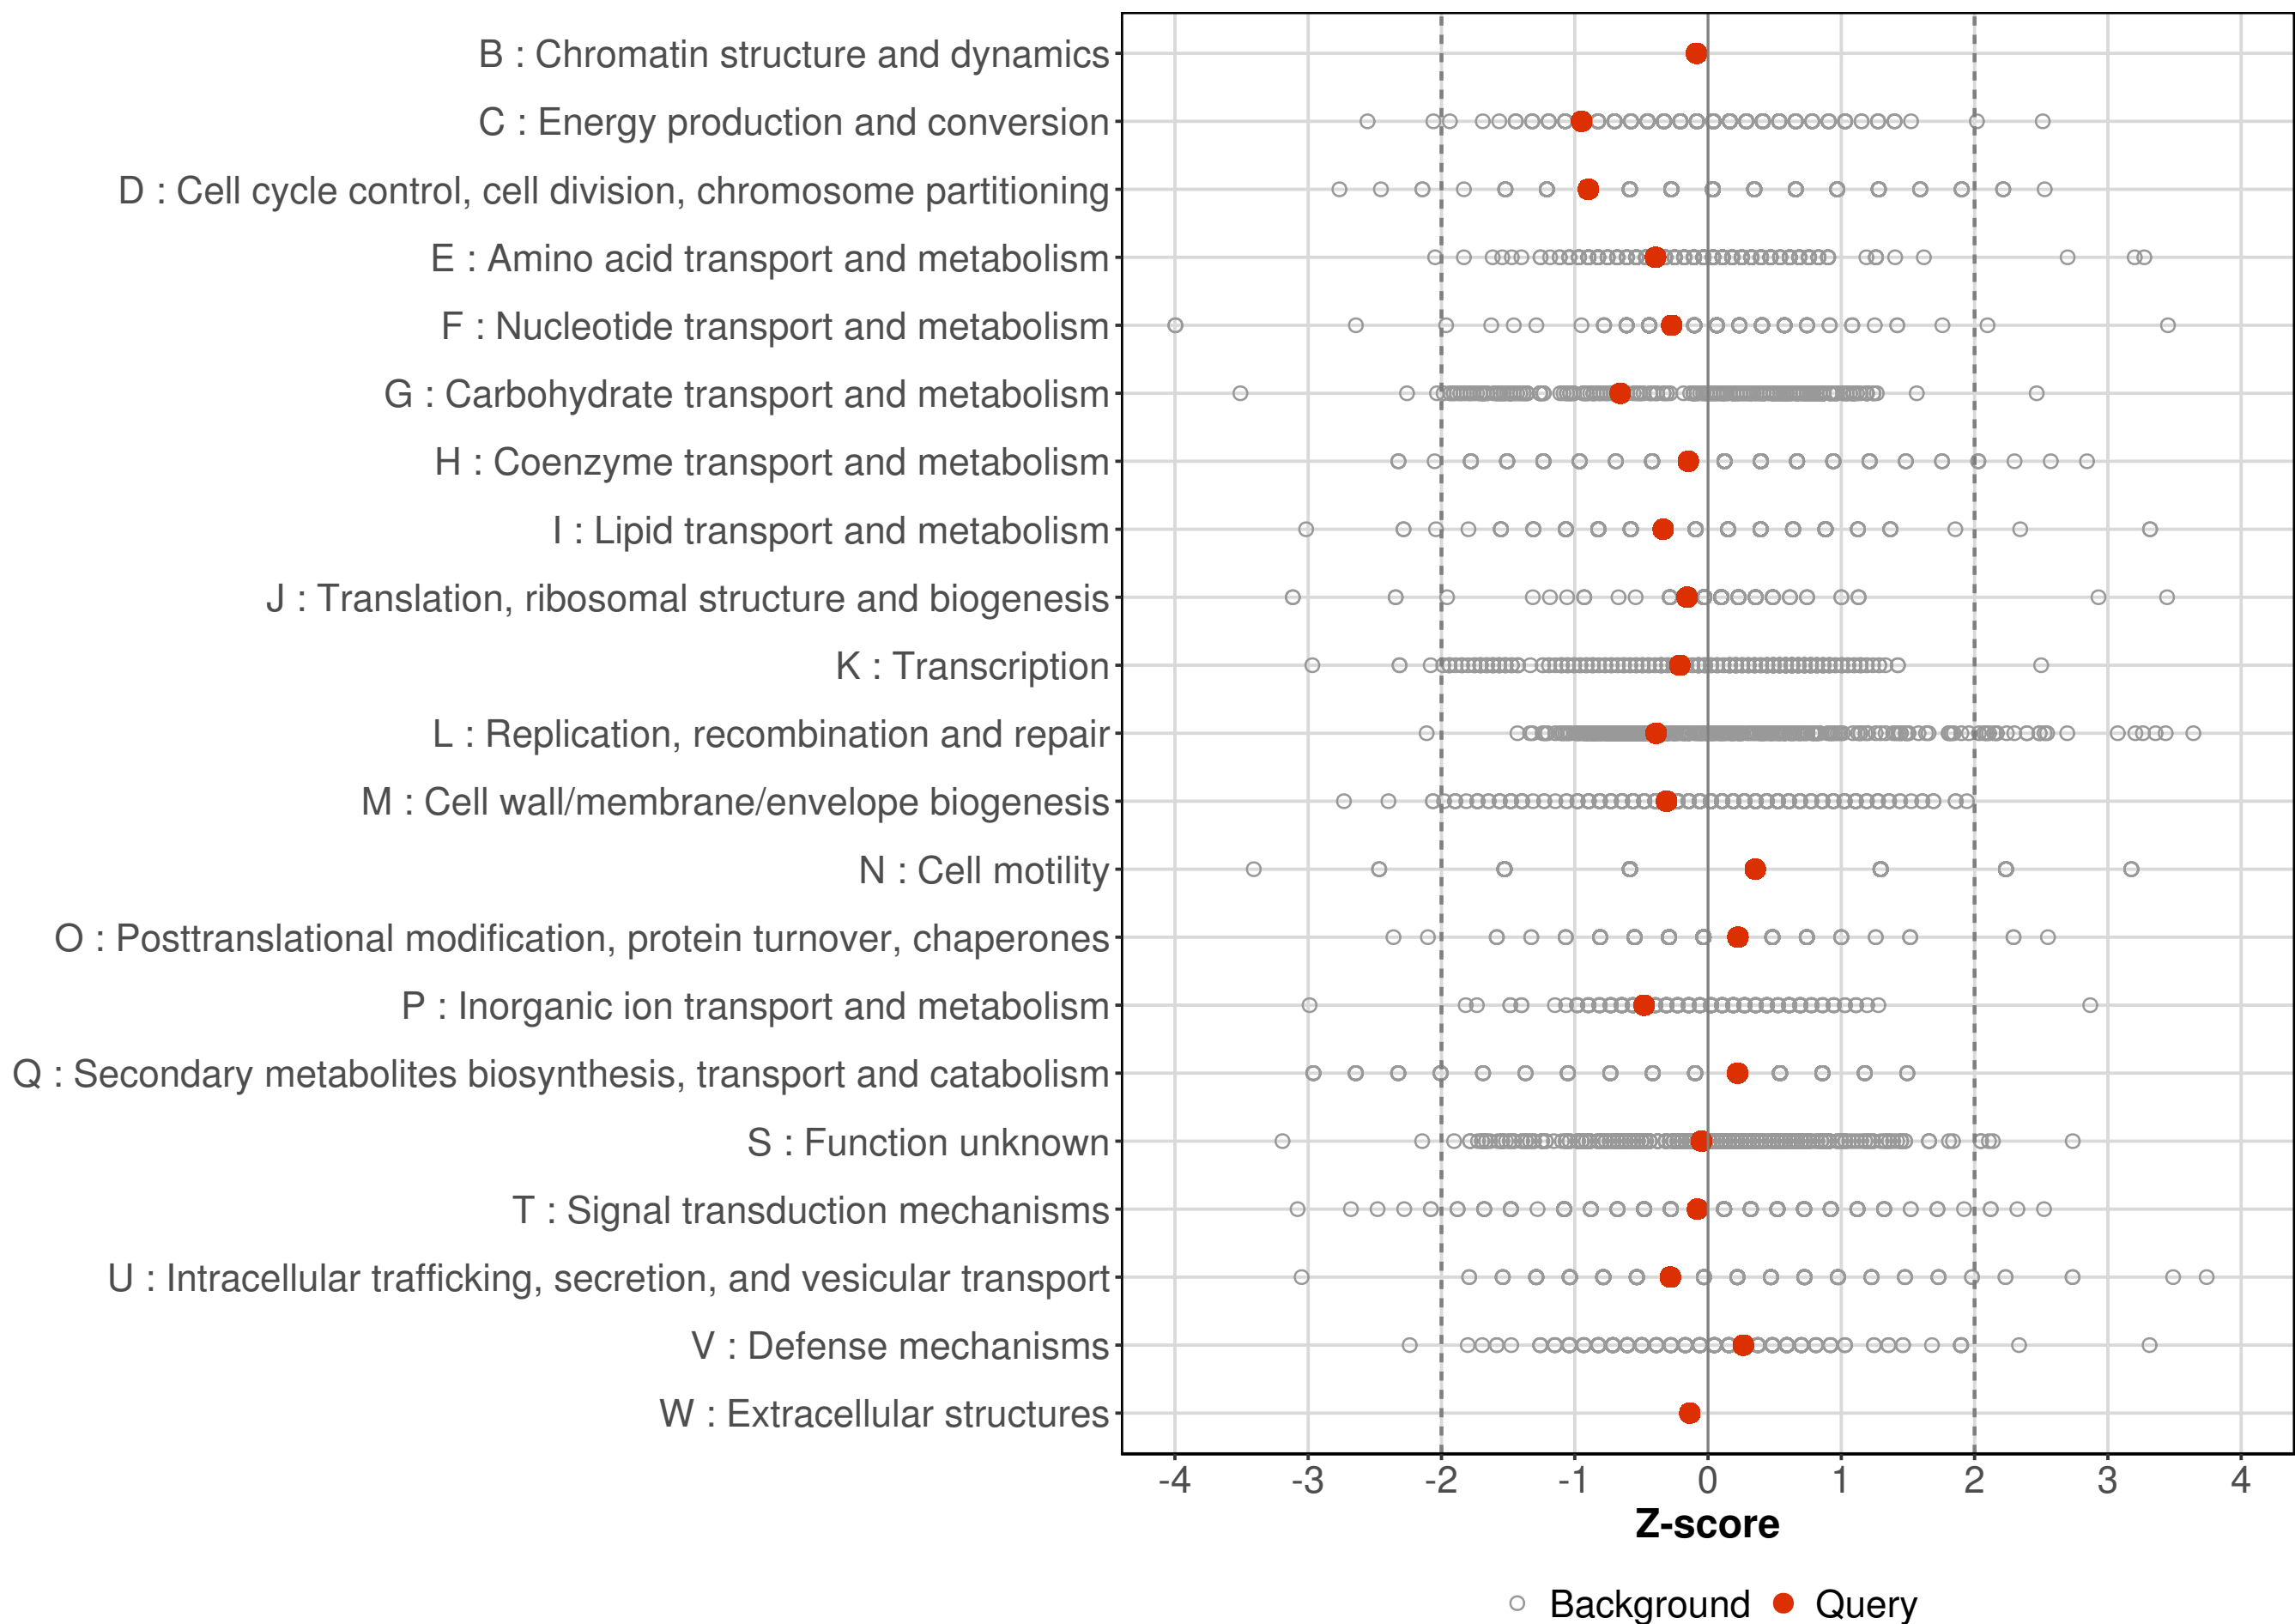 B : Chromatin structure and dynamics
C : Energy production and conversion
D : Cell cycle control, cell division, chromosome partitioning
E : Amino acid transport and metabolism
F : Nucleotide transport and metabolism
G : Carbohydrate transport and metabolism
H : Coenzyme transport and metabolism
I : Lipid transport and metabolism
J : Translation, ribosomal structure and biogenesis
K : Transcription
L : Replication, recombination and repair
M : Cell wall/membrane/envelope biogenesis
N : Cell motility
O : Posttranslational modification, protein turnover, chaperones
P : Inorganic ion transport and metabolism
Q : Secondary metabolites biosynthesis, transport and catabolism
S : Function unknown
T : Signal transduction mechanisms
U : Intracellular trafficking, secretion, and vesicular transport
V : Defense mechanisms
W : Extracellular structures
-4 -3 -2 -1 0 1 2 3 4
Z-score
Background Query